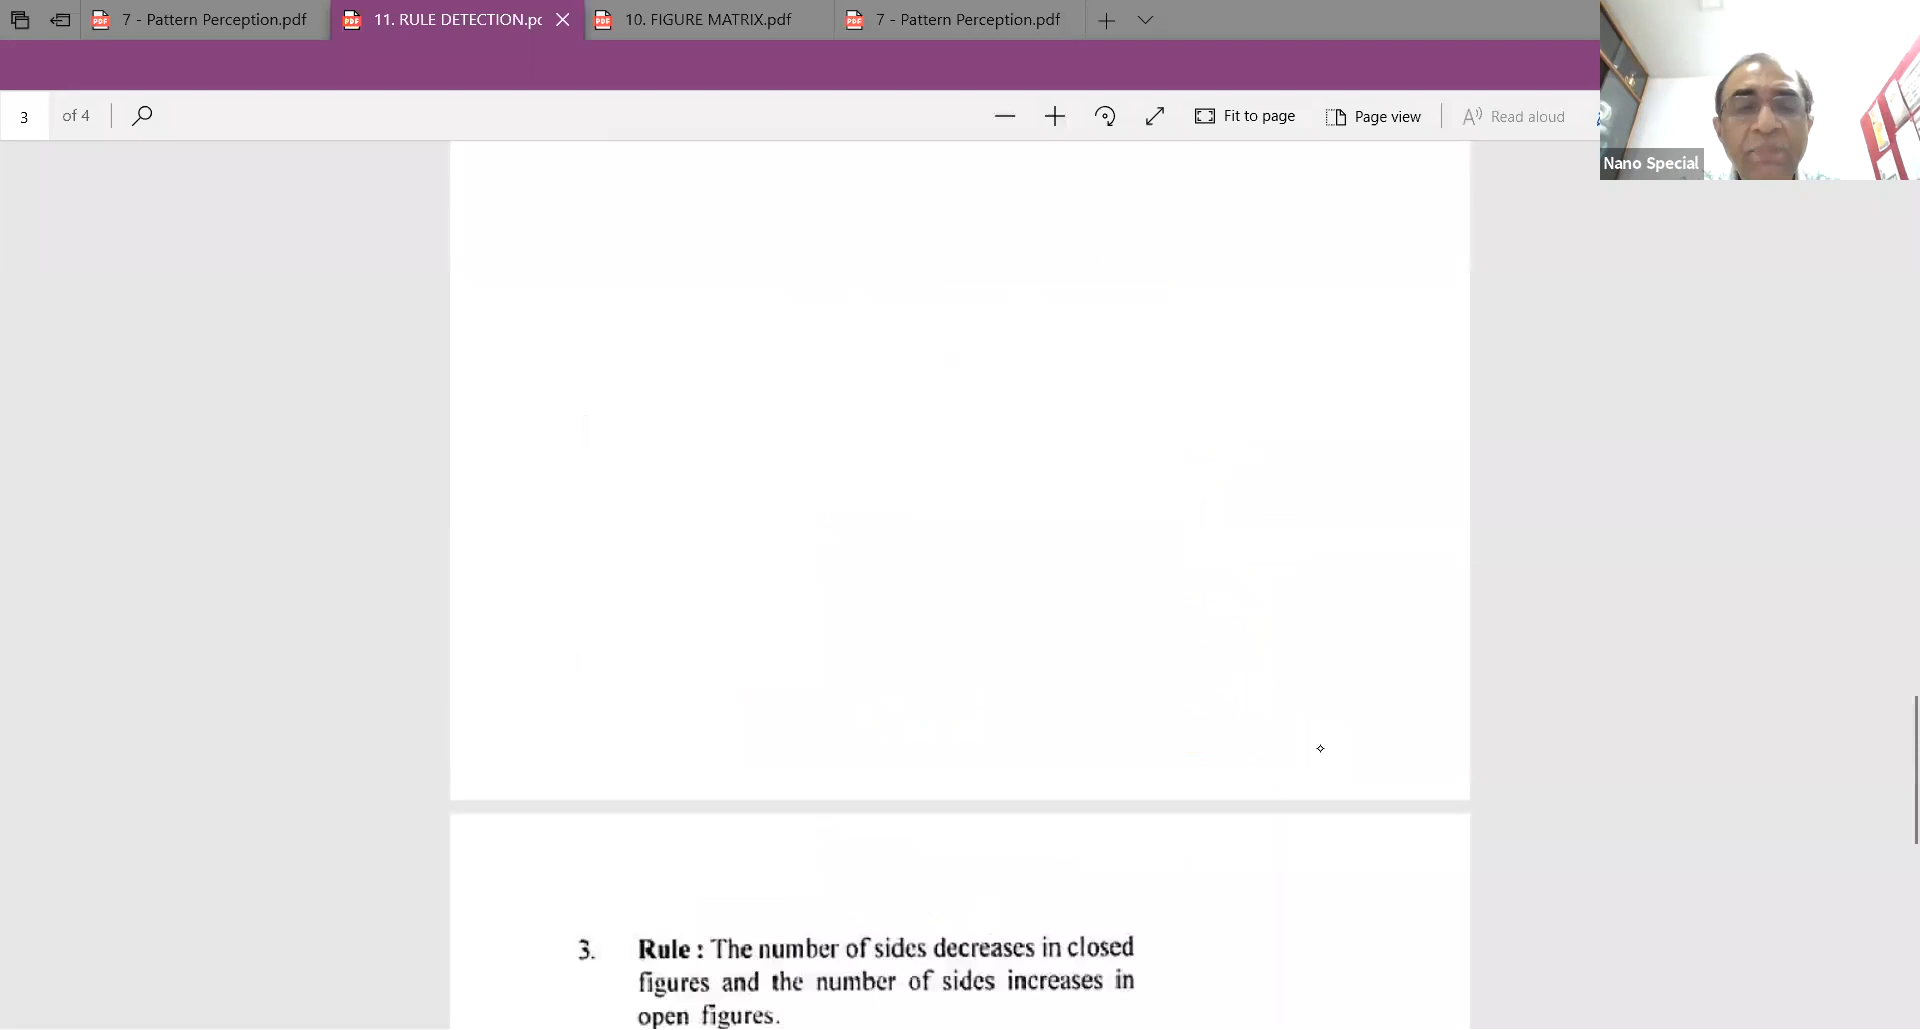 7 - Pattern Perception.pdf
11. RULE DETECTION.pc
10. FIGURE MATRIX.pdf
7 - Pattern Perception.pdf
3 of 4
Fit to page
Page view
Read aloud
Nano Special
3. Rule : The number of sides decreases in closed
figures and the number of sides increases in
open figures.